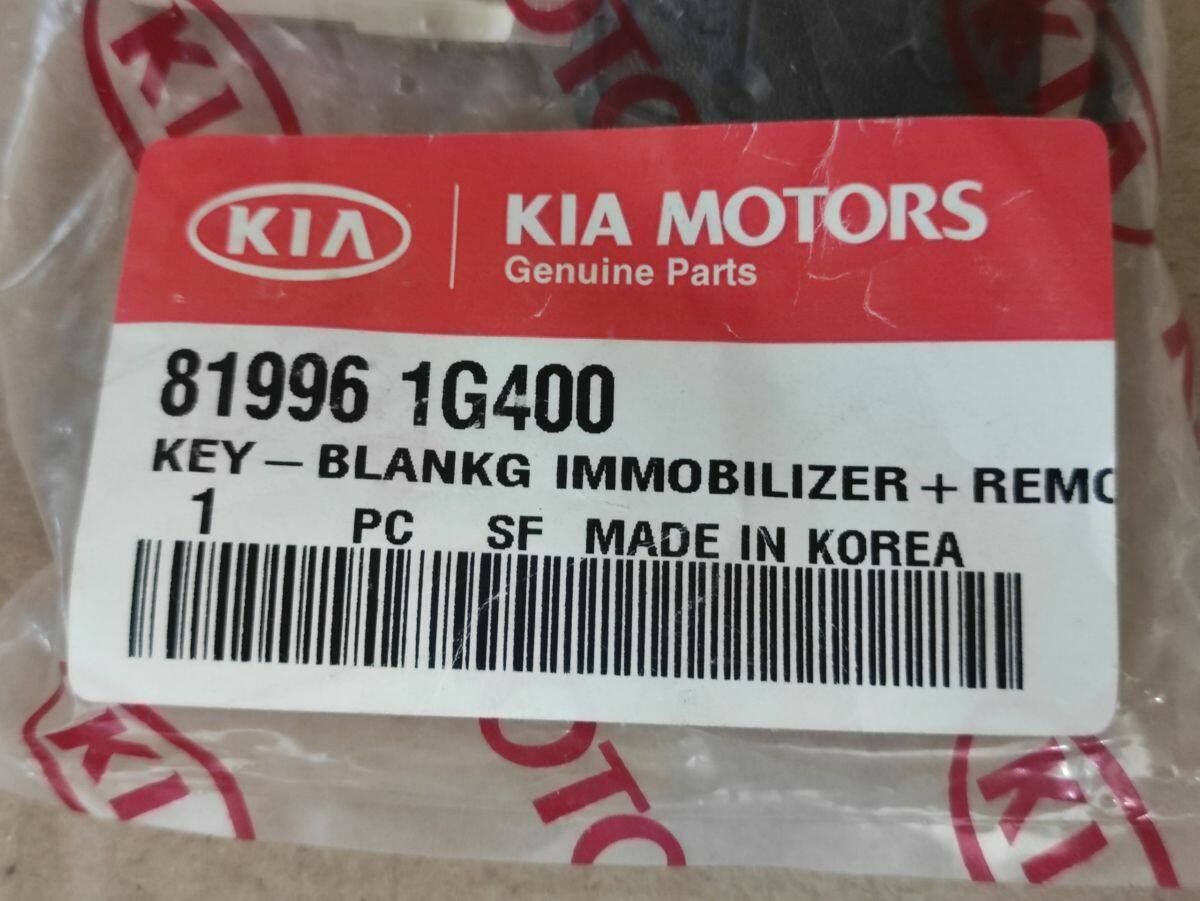 KIA
KIA MOTORS
Genuine Parts
81996 1G400
KEY – BLANKG IMMOBILIZER + REMO
1 PC SF MADE IN KOREA